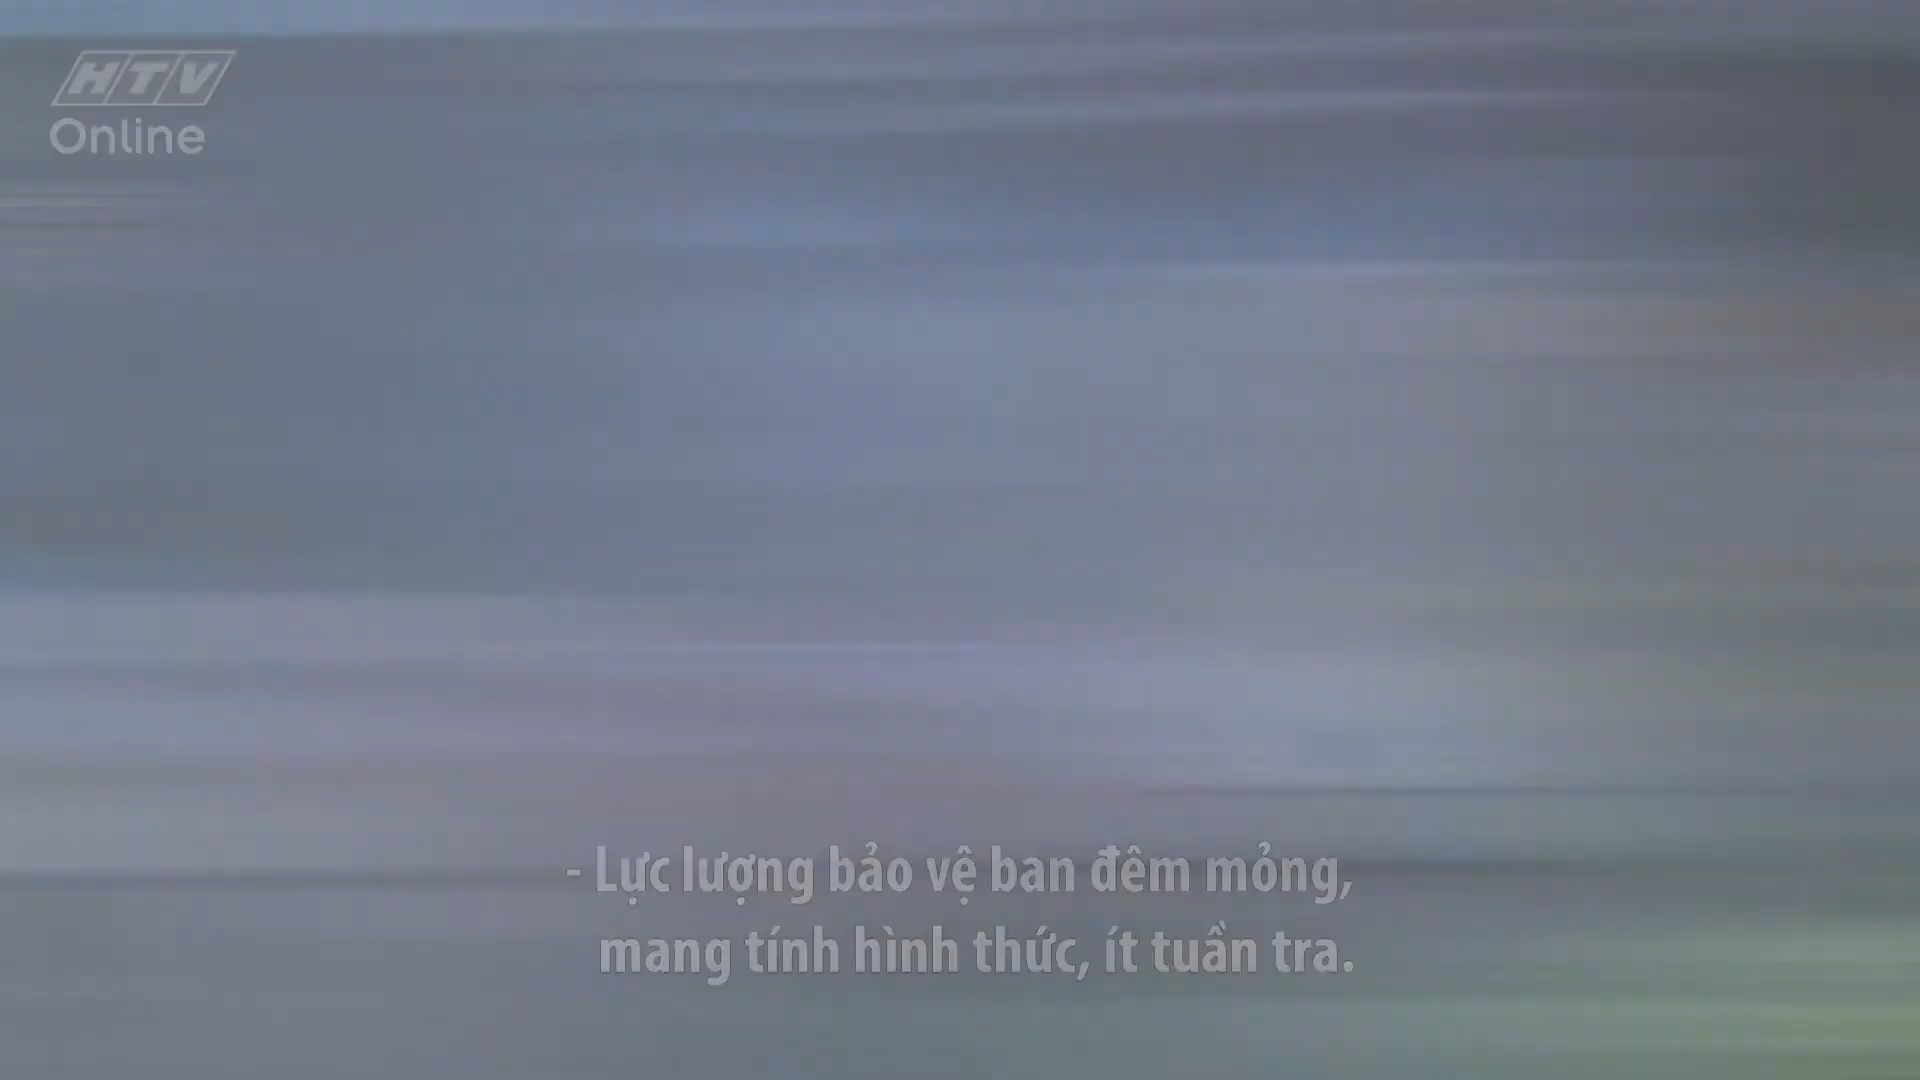 HTV
Online
- Lực lượng bảo vệ ban đêm mỏng,
mang tính hình thức, ít tuần tra.